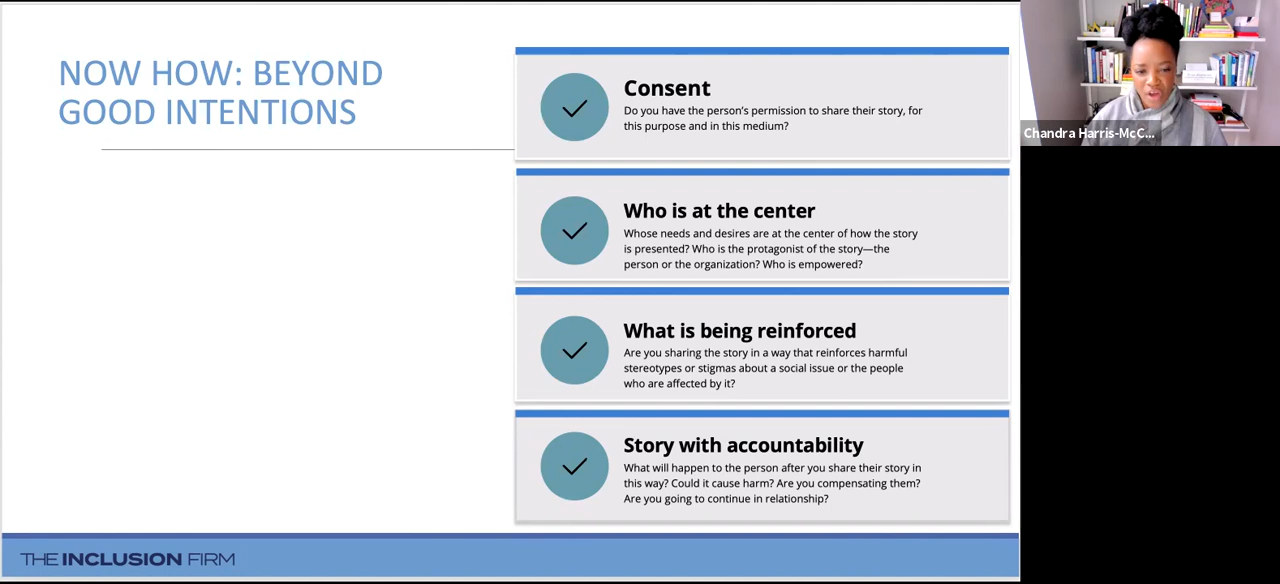 NOW HOW: BEYOND
GOOD INTENTIONS
Consent
Do you have the person's permission to share their story, for
this purpose and in this medium?
Who is at the center
Whose needs and desires are at the center of how the story
is presented? Who is the protagonist of the story—the
person or the organization? Who is empowered?
What is being reinforced
Are you sharing the story in a way that reinforces harmful
stereotypes or stigmas about a social issue or the people
who are affected by it?
Story with accountability
What will happen to the person after you share their story in
this way? Could it cause harm? Are you compensating them?
Are you going to continue in relationship?
THE INCLUSION FIRM
Chandra Harris-McC...